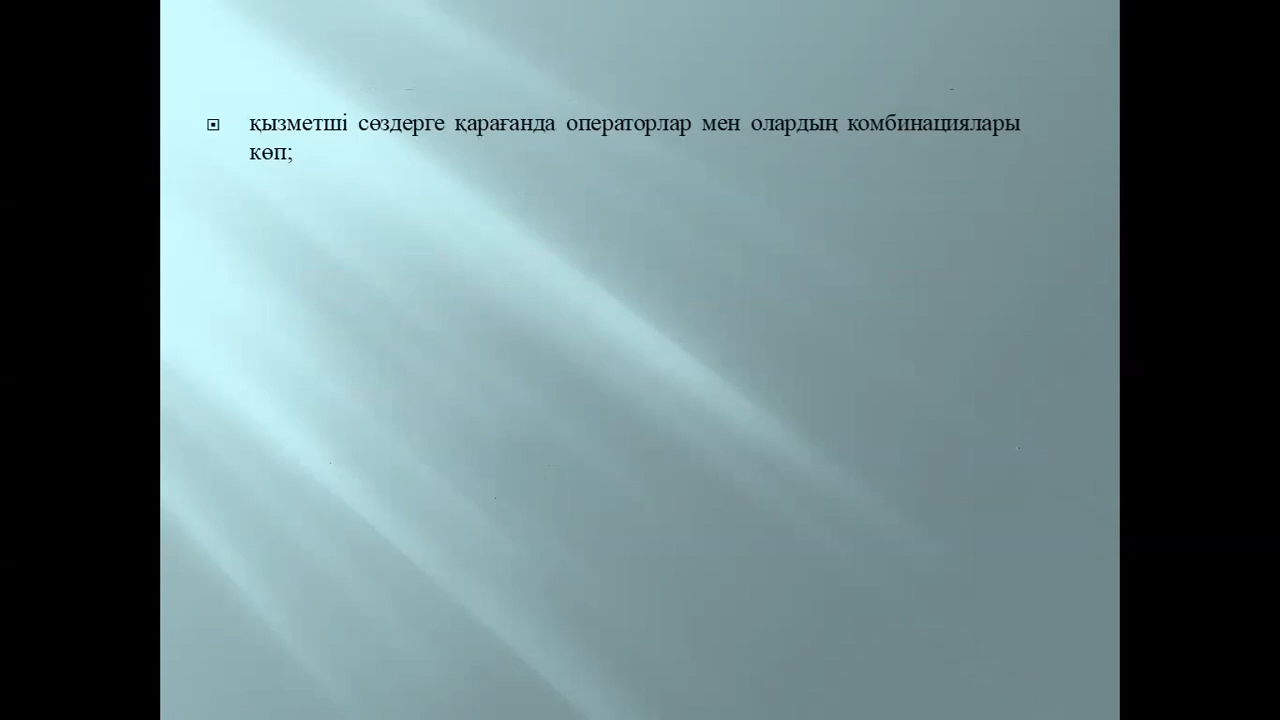 қызметші сөздерге қарағанда операторлар мен олардың комбинациялары
көп;